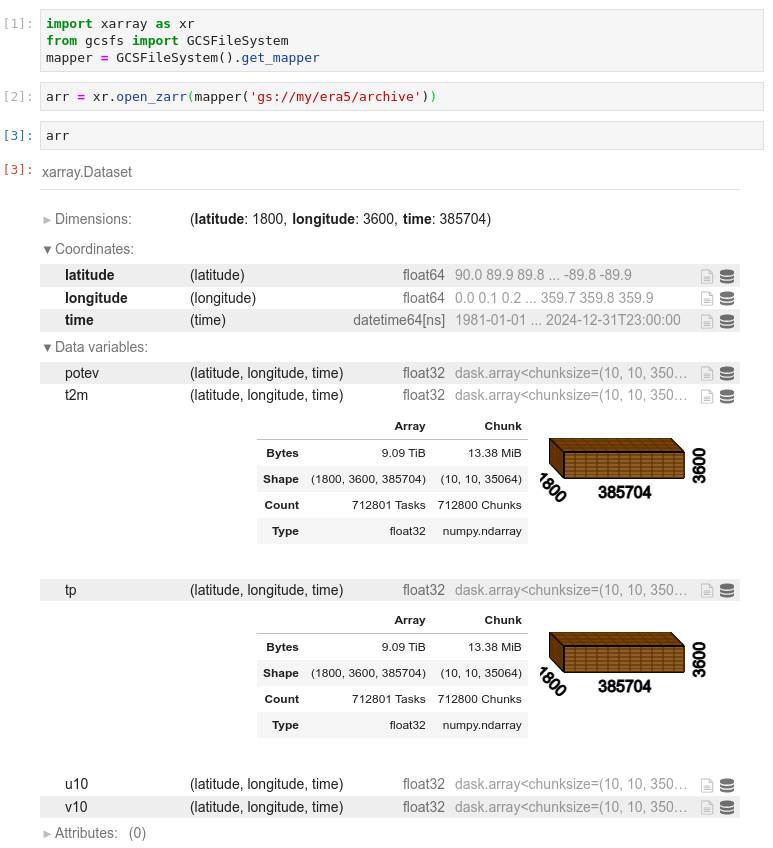 [1]: import xarray as xr
from gcsfs import GCSFileSystem
mapper = GCSFileSystem().get_mapper
[2]: arr = xr.open_zarr(mapper('gs://my/era5/archive'))
[3]: arr
[3]: xarray.Dataset
► Dimensions: (latitude: 1800, longitude: 3600, time: 385704)
▼ Coordinates:
latitude (latitude) float64 90.0 89.9 89.8 ... -89.8 -89.9
longitude (longitude) float64 0.0 0.1 0.2 ... 359.7 359.8 359.9
time (time) datetime64[ns] 1981-01-01 ... 2024-12-31T23:00:00
▼ Data variables:
potev (latitude, longitude, time) float32 dask.array<chunksize=(10, 10, 350...
t2m (latitude, longitude, time) float32 dask.array<chunksize=(10, 10, 350...
Array Chunk
Bytes 9.09 TiB 13.38 MiB
Shape (1800, 3600, 385704) (10, 10, 35064)
Count 712801 Tasks 712800 Chunks
Type float32 numpy.ndarray
1800
385704
3600
tp (latitude, longitude, time) float32 dask.array<chunksize=(10, 10, 350...
Array Chunk
Bytes 9.09 TiB 13.38 MiB
Shape (1800, 3600, 385704) (10, 10, 35064)
Count 712801 Tasks 712800 Chunks
Type float32 numpy.ndarray
1800
385704
3600
u10 (latitude, longitude, time) float32 dask.array<chunksize=(10, 10, 350...
v10 (latitude, longitude, time) float32 dask.array<chunksize=(10, 10, 350...
► Attributes: (0)